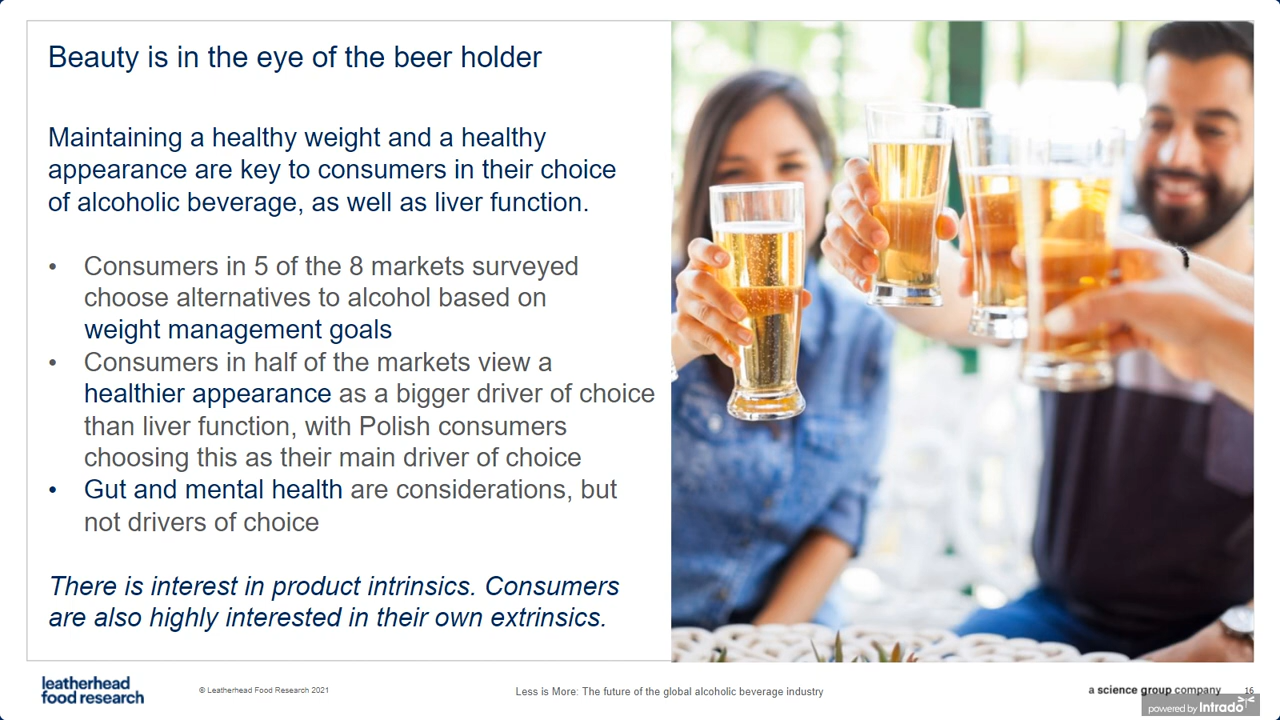 Beauty is in the eye of the beer holder
Maintaining a healthy weight and a healthy
appearance are key to consumers in their choice
of alcoholic beverage, as well as liver function.
• Consumers in 5 of the 8 markets surveyed
choose alternatives to alcohol based on
weight management goals
• Consumers in half of the markets view a
healthier appearance as a bigger driver of choice
than liver function, with Polish consumers
choosing this as their main driver of choice
• Gut and mental health are considerations, but
not drivers of choice
There is interest in product intrinsics. Consumers
are also highly interested in their own extrinsics.
leatherhead
food research
© Leatherhead Food Research 2021
Less is More: The future of the global alcoholic beverage industry
a science group company
16
powered by Intrado